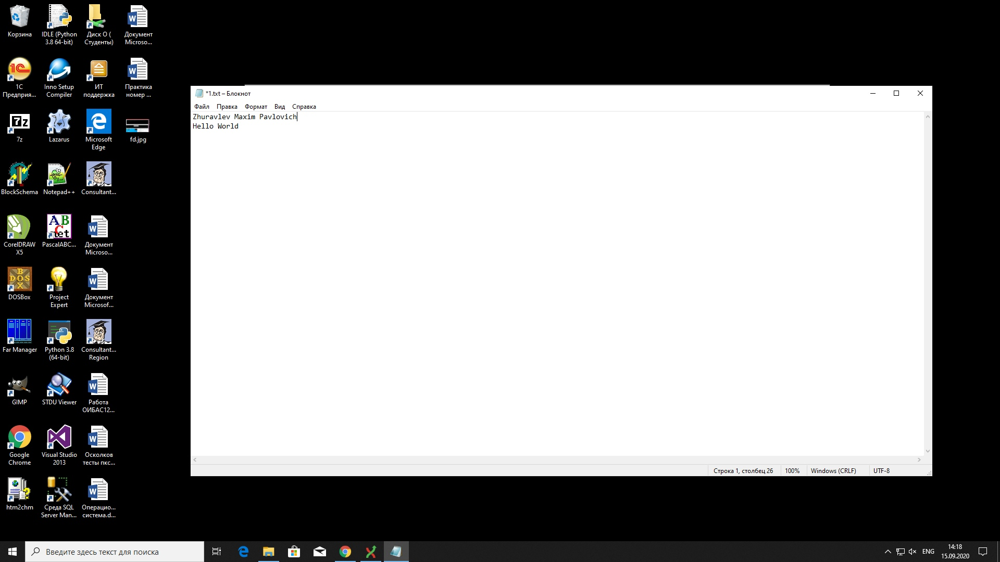 Корзина
IDLE (Python
3.8 64-bit)
Диск O (
Студенты)
Документ
Microso...
1С
Предприя...
Inno Setup
Compiler
ИТ
поддержка
Практика
номер ...
7z
Lazarus
Microsoft
Edge
fd.jpg
BlockSchema
Notepad++
Consultant...
CorelDRAW
X5
PascalABC...
Документ
Microso...
DOSBox
Project
Expert
Документ
Microsof...
Far Manager
Python 3.8
(64-bit)
Consultant...
Region
GIMP
STDU Viewer
Работа
ОИБАС12...
Google
Chrome
Visual Studio
2013
Осколков
тесты пкс...
htm2chm
Среда SQL
Server Man...
Операцио...
система.d...
*1.txt – Блокнот
Файл Правка Формат Вид Справка
Zhuravlev Maxim Pavlovich
Hello World
Строка 1, столбец 26 100% Windows (CRLF) UTF-8
Введите здесь текст для поиска
ENG
14:18
15.09.2020